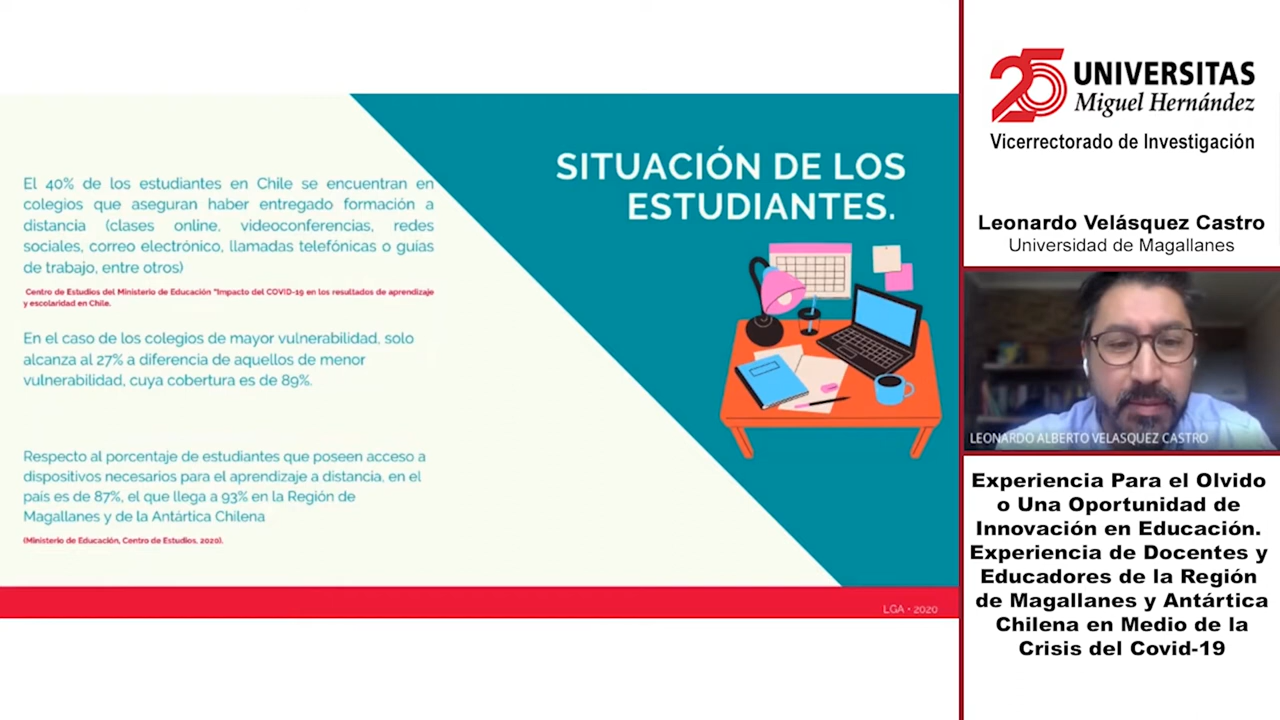 El 40% de los estudiantes en Chile se encuentran en
colegios que aseguran haber entregado formación a
distancia (clases online, videoconferencias, redes
sociales, correo electrónico, llamadas telefónicas o guías
de trabajo, entre otros)
Centro de Estudios del Ministerio de Educación "Impacto del COVID-19 en los resultados de aprendizaje
y escolaridad en Chile.
En el caso de los colegios de mayor vulnerabilidad, solo
alcanza al 27% a diferencia de aquellos de menor
vulnerabilidad, cuya cobertura es de 89%.
Respecto al porcentaje de estudiantes que poseen acceso a
dispositivos necesarios para el aprendizaje a distancia, en el
país es de 87%, el que llega a 93% en la Región de
Magallanes y de la Antártica Chilena
(Ministerio de Educación, Centro de Estudios, 2020).
SITUACIÓN DE LOS
ESTUDIANTES.
LGA • 2020
25 UNIVERSITAS
Miguel Hernández
Vicerrectorado de Investigación
Leonardo Velásquez Castro
Universidad de Magallanes
LEONARDO ALBERTO VELASQUEZ CASTRO
Experiencia Para el Olvido
o Una Oportunidad de
Innovación en Educación.
Experiencia de Docentes y
Educadores de la Región
de Magallanes y Antártica
Chilena en Medio de la
Crisis del Covid-19